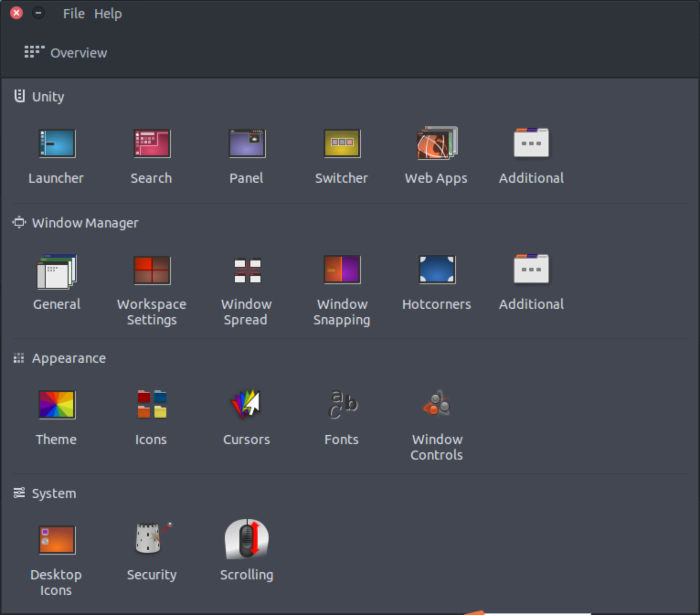 File Help
Overview
Unity
Launcher Search Panel Switcher Web Apps Additional
Window Manager
General Workspace Window Window Hotcorners Additional
Settings Spread Snapping
Appearance
Theme Icons Cursors Fonts Window
Controls
System
Desktop Security Scrolling
Icons